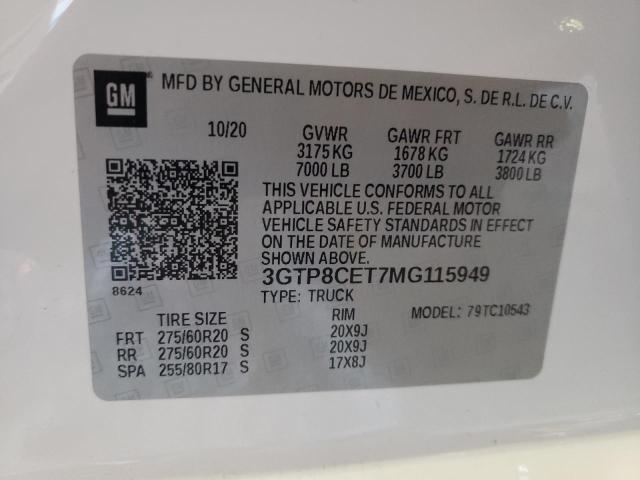 GM
MFD BY GENERAL MOTORS DE MEXICO, S. DE R.L. DE C.V.
10/20 GVWR GAWR FRT GAWR RR
3175 KG 1678 KG 1724 KG
7000 LB 3700 LB 3800 LB
THIS VEHICLE CONFORMS TO ALL
APPLICABLE U.S. FEDERAL MOTOR
VEHICLE SAFETY STANDARDS IN EFFECT
ON THE DATE OF MANUFACTURE
SHOWN ABOVE.
3GTP8CET7MG115949
8624
TYPE: TRUCK MODEL: 79TC10543
TIRE SIZE RIM
FRT 275/60R20 S 20X9J
RR 275/60R20 S 20X9J
SPA 255/80R17 S 17X8J